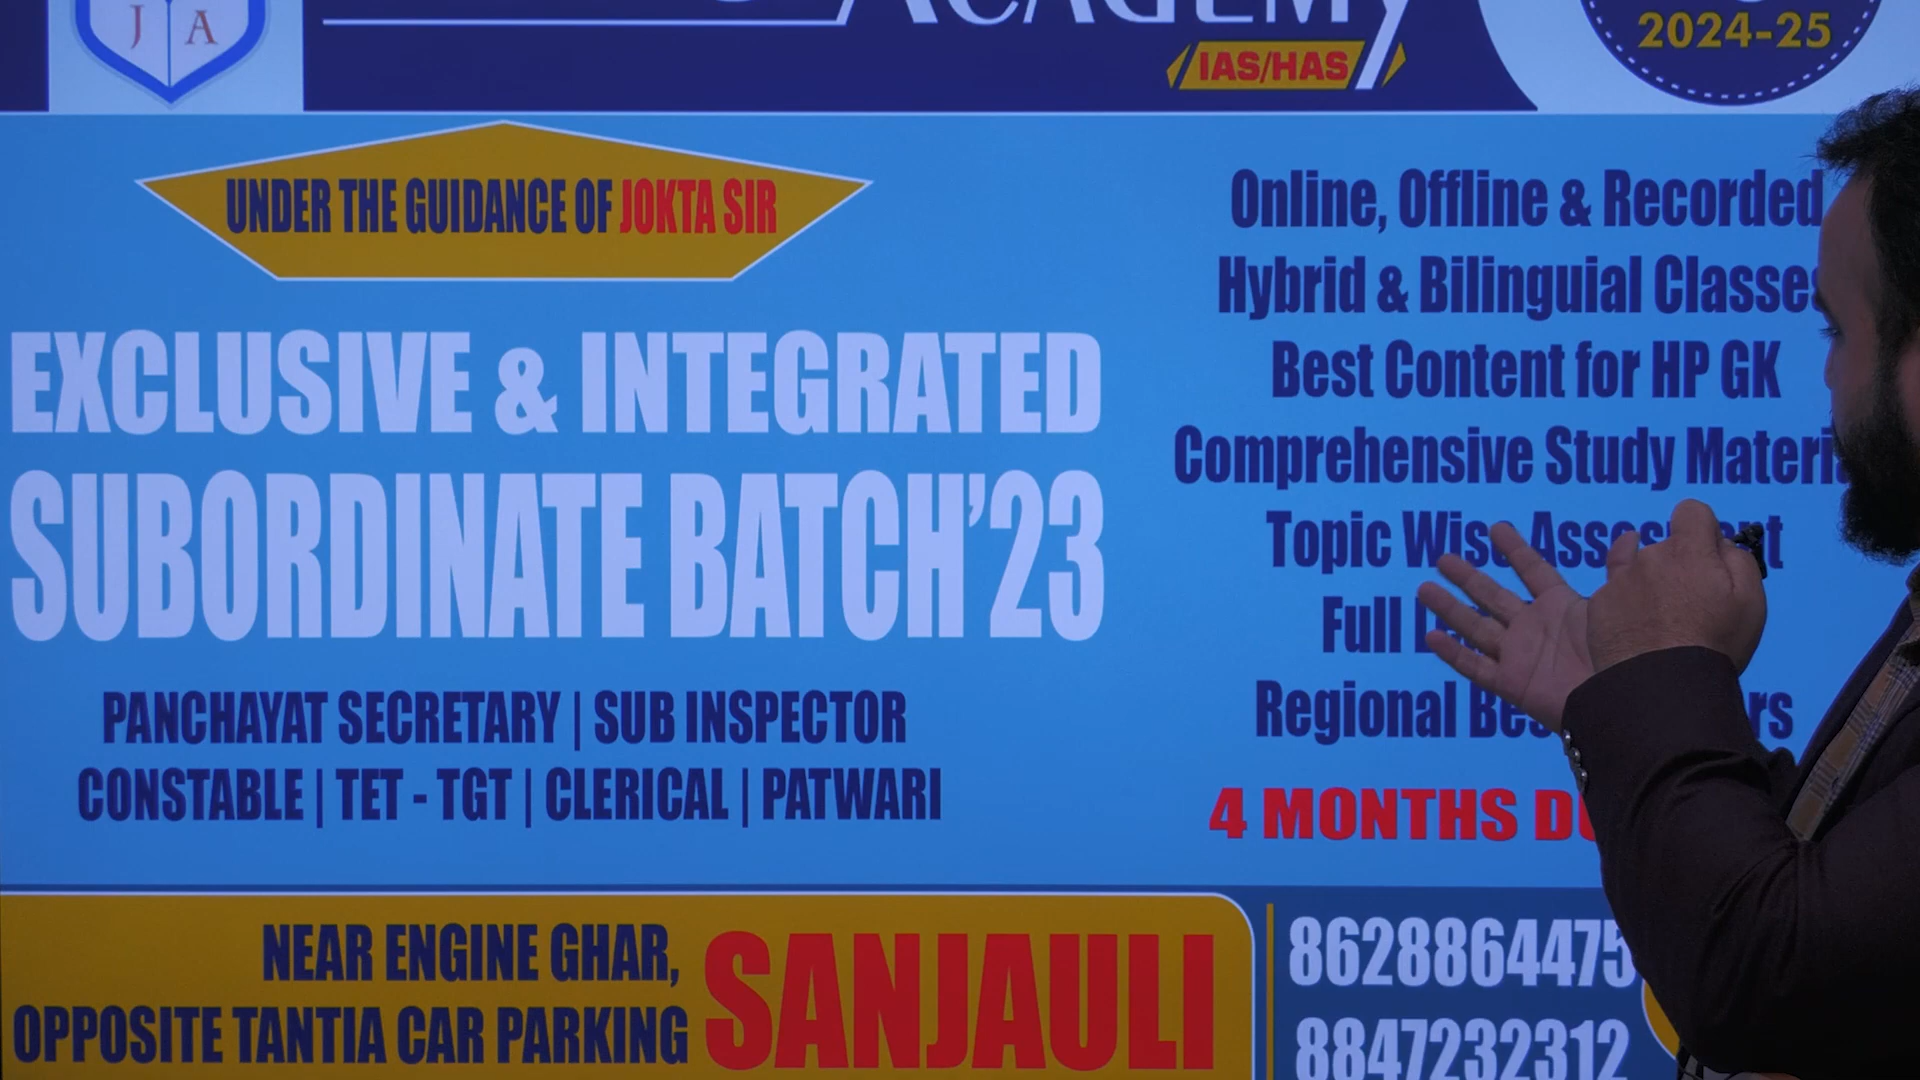 J A
ACADEMY
IAS/HAS
2024-25
UNDER THE GUIDANCE OF JOKTA SIR
EXCLUSIVE & INTEGRATED
SUBORDINATE BATCH'23
PANCHAYAT SECRETARY | SUB INSPECTOR
CONSTABLE | TET - TGT | CLERICAL | PATWARI
Online, Offline & Recorded
Hybrid & Bilinguial Classes
Best Content for HP GK
Comprehensive Study
Topic Wise
Full
Regional
4 MONTHS
NEAR ENGINE GHAR,
OPPOSITE TANTIA CAR PARKING
SANJAULI
8628864475
8847232312